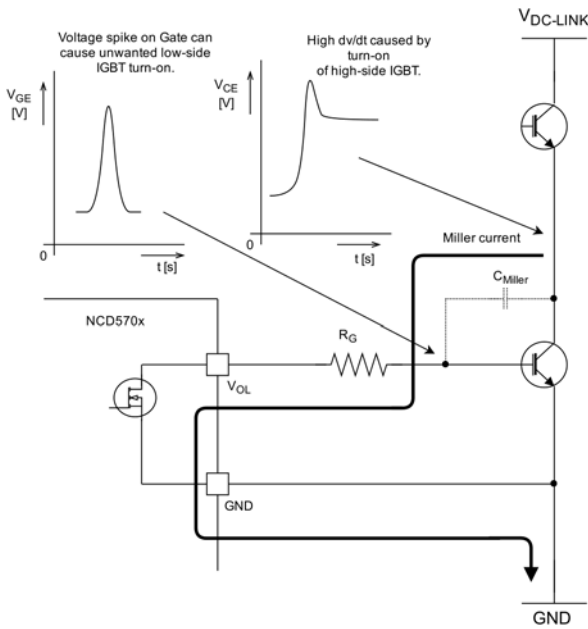 V_DC-LINK
Voltage spike on Gate can
cause unwanted low-side
IGBT turn-on.
High dv/dt caused by
turn-on
of high-side IGBT.
V_GE
[V]
V_CE
[V]
0
t [s]
0
t [s]
Miller current
C_Miller
NCD570x
R_G
V_OL
GND
GND